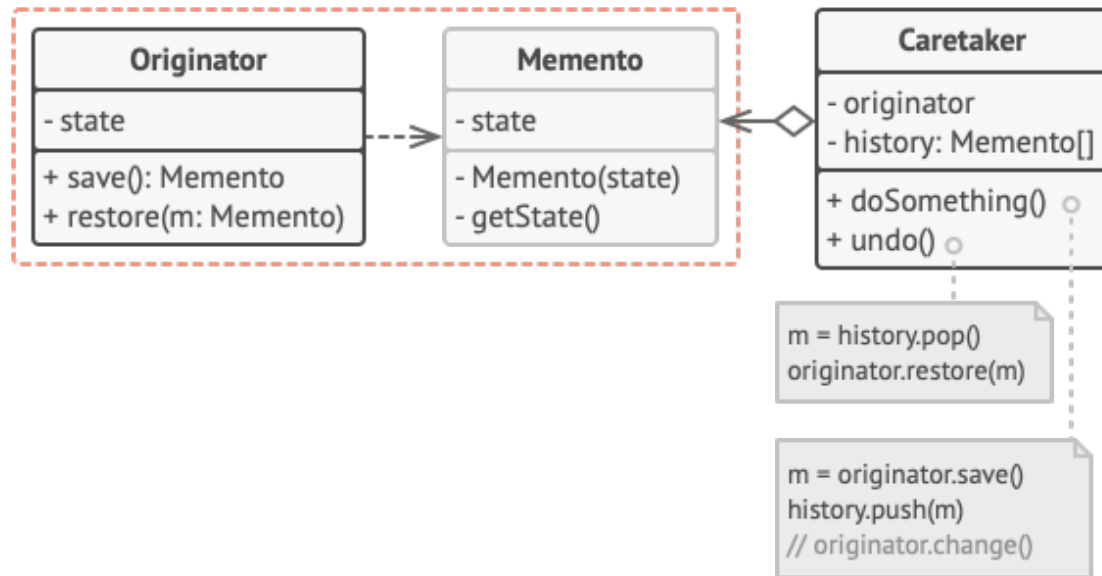 Originator
- state
+ save(): Memento
+ restore(m: Memento)
Memento
- state
- Memento(state)
- getState()
Caretaker
- originator
- history: Memento[]
+ doSomething()
+ undo()
m = history.pop()
originator.restore(m)
m = originator.save()
history.push(m)
// originator.change()